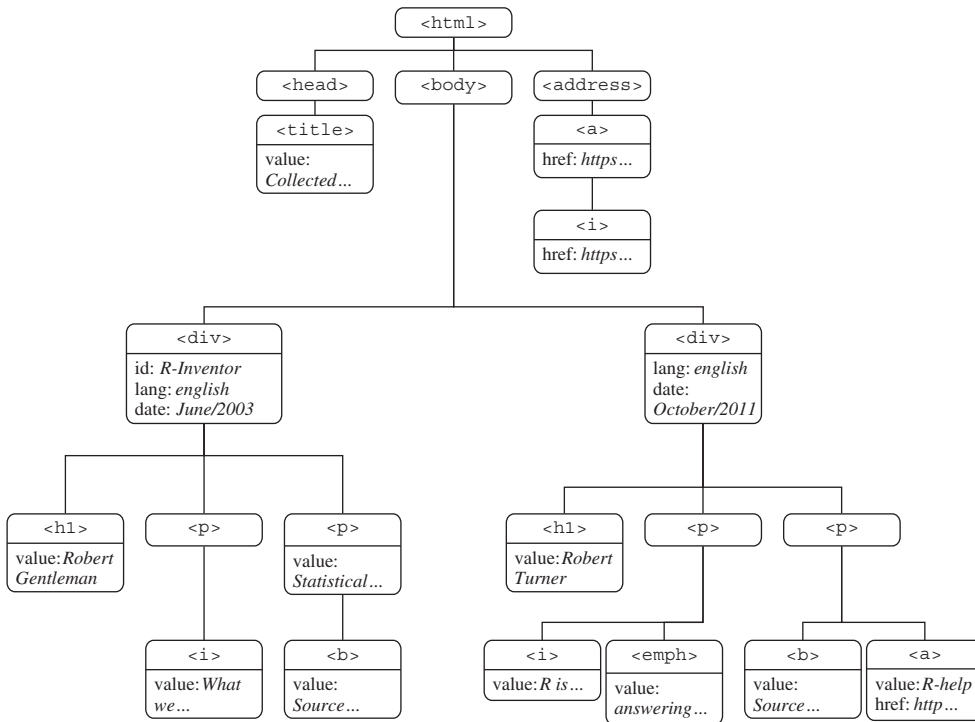 <html>
<head>
<body>
<address>
<title>
value:
Collected...
<a>
href: https...
<i>
href: https...
<div>
id: R-Inventor
lang: english
date: June/2003
<div>
lang: english
date:
October/2011
<h1>
value:Robert
Gentleman
<p>
<p>
value:
Statistical...
<h1>
value:Robert
Turner
<p>
<p>
<i>
value:What
we...
<b>
value:
Source...
<i>
value:R is...
<emph>
value:
answering...
<b>
value:
Source...
<a>
value:R-help
href: http...